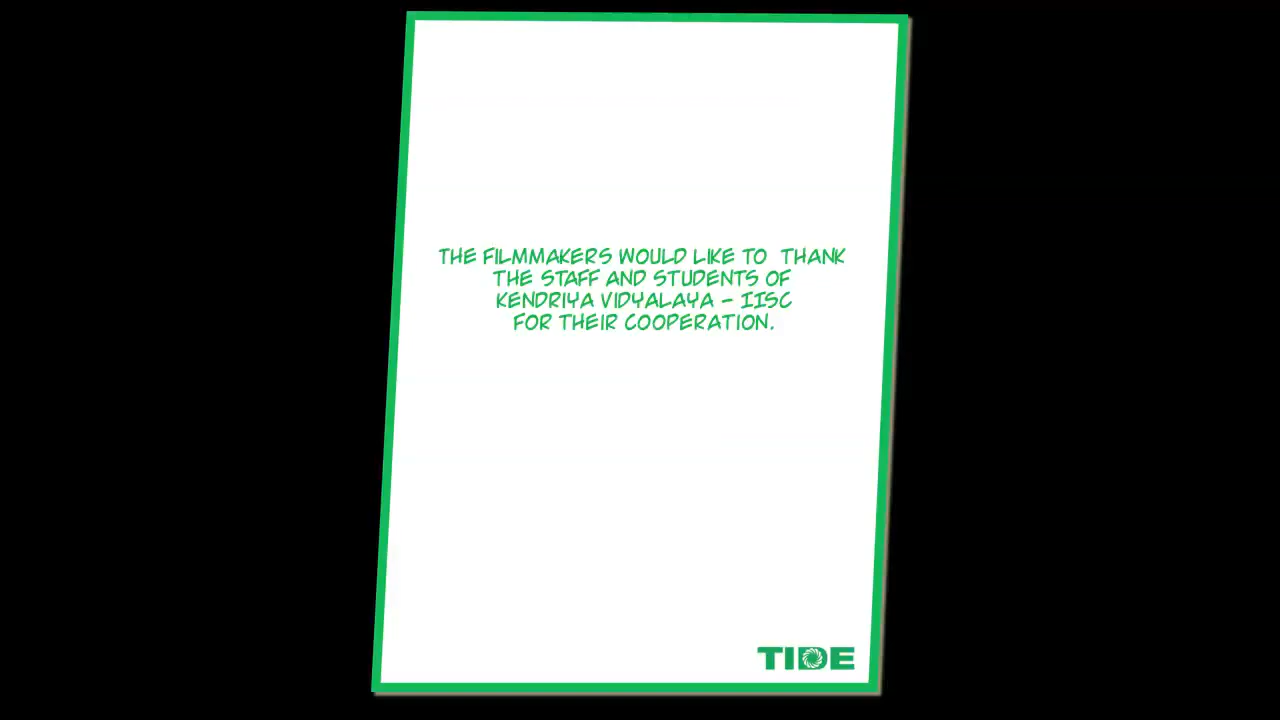 THE FILMMAKERS WOULD LIKE TO THANK
THE STAFF AND STUDENTS OF
KENDRIYA VIDYALAYA - IISC
FOR THEIR COOPERATION.
TIDE